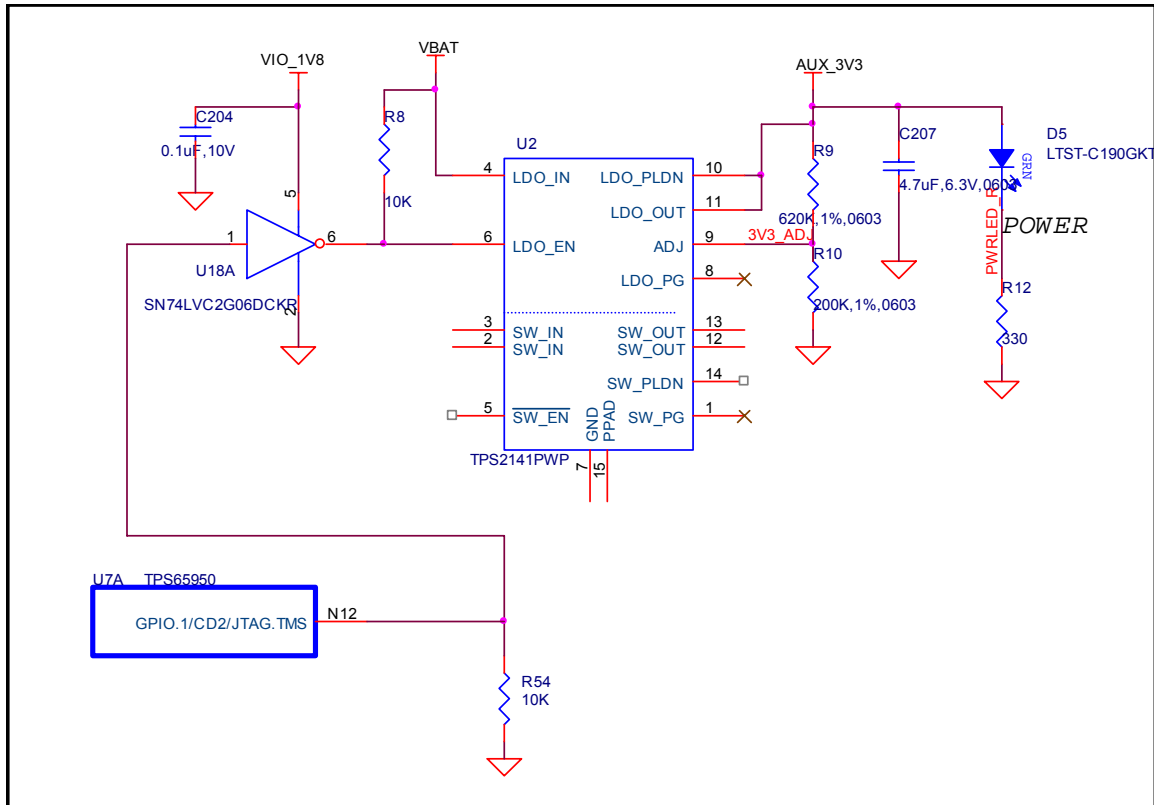 VIO_1V8
VBAT
AUX_3V3
C204
0.1uF,10V
R8
10K
U2
4
LDO_IN
LDO_PLDN
10
LDO_OUT
11
R9
620K,1%,0603
C207
4.7uF,6.3V,0603
D5
LTST-C190GKT
GRN
5
1
6
U18A
SN74LVC2G06DCKR
2
6
LDO_EN
ADJ
9
3V3_ADJ
R10
200K,1%,0603
LDO_PG
8
PWRLED_R
POWER
R12
330
3
SW_IN
2
SW_IN
SW_OUT
13
SW_OUT
12
SW_PLDN
14
5
SW_EN
SW_PG
1
GND
PPAD
TPS2141PWP
7
15
U7A TPS65950
GPIO.1/CD2/JTAG.TMS
N12
R54
10K